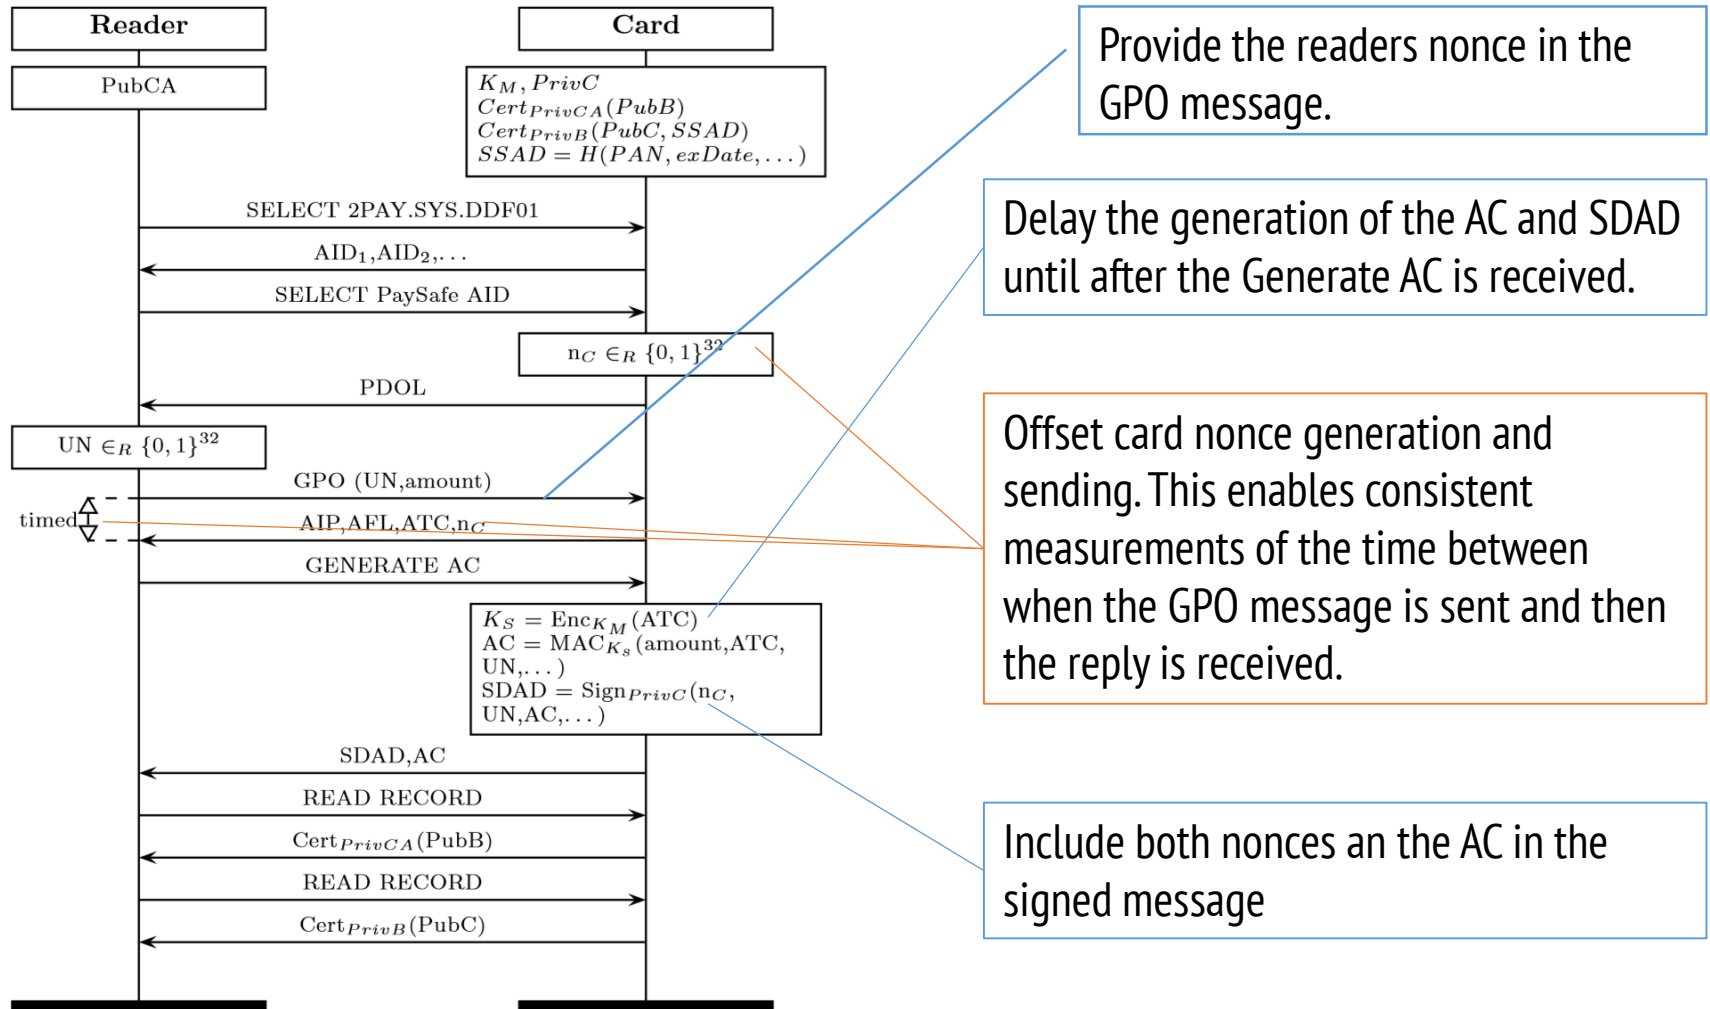 Reader
Card
PubCA
K_M, PrivC
Cert_PrivCA(PubB)
Cert_PrivB(PubC, SSAD)
SSAD = H(PAN, exDate, . . . )
SELECT 2PAY.SYS.DDF01
AID₁,AID₂,. . .
SELECT PaySafe AID
n_C ∈_R {0, 1}³²
PDOL
UN ∈_R {0, 1}³²
GPO (UN,amount)
timed
AIP,AFL,ATC,n_C
GENERATE AC
K_S = Enc_K_M(ATC)
AC = MAC_K_s(amount,ATC,
UN,. . . )
SDAD = Sign_PrivC(n_C,
UN,AC,. . . )
SDAD,AC
READ RECORD
Cert_PrivCA(PubB)
READ RECORD
Cert_PrivB(PubC)
Provide the readers nonce in the
GPO message.
Delay the generation of the AC and SDAD
until after the Generate AC is received.
Offset card nonce generation and
sending. This enables consistent
measurements of the time between
when the GPO message is sent and then
the reply is received.
Include both nonces an the AC in the
signed message